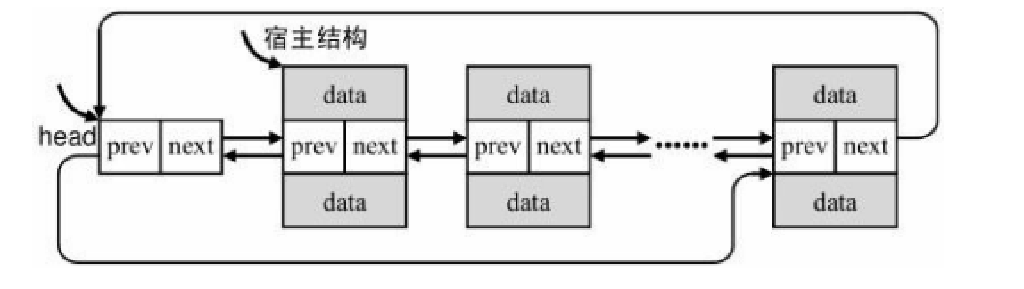 宿主结构
data data data
head prev next prev next prev next ...... prev next
data data data